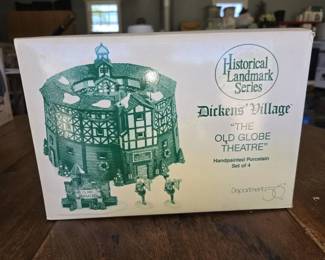 Historical
Landmark
Series
Dickens' Village
"THE
OLD GLOBE
THEATRE"
Handpainted Porcelain
Set of 4
Department 56